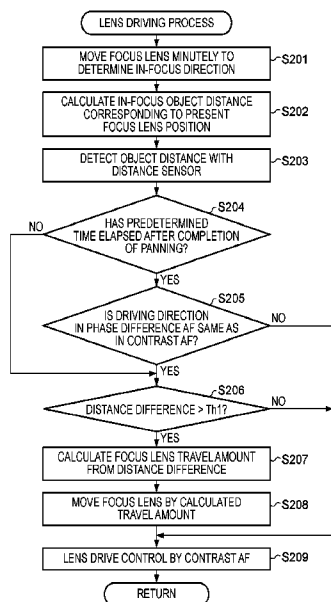 LENS DRIVING PROCESS
S201
MOVE FOCUS LENS MINUTELY TO
DETERMINE IN-FOCUS DIRECTION
S202
CALCULATE IN-FOCUS OBJECT DISTANCE
CORRESPONDING TO PRESENT
FOCUS LENS POSITION
S203
DETECT OBJECT DISTANCE WITH
DISTANCE SENSOR
S204
NO
HAS PREDETERMINED
TIME ELAPSED AFTER COMPLETION
OF PANNING?
YES
S205
IS DRIVING DIRECTION
IN PHASE DIFFERENCE AF SAME AS
IN CONTRAST AF?
NO
YES
S206
DISTANCE DIFFERENCE > Th1?
NO
YES
S207
CALCULATE FOCUS LENS TRAVEL AMOUNT
FROM DISTANCE DIFFERENCE
S208
MOVE FOCUS LENS BY CALCULATED
TRAVEL AMOUNT
S209
LENS DRIVE CONTROL BY CONTRAST AF
RETURN